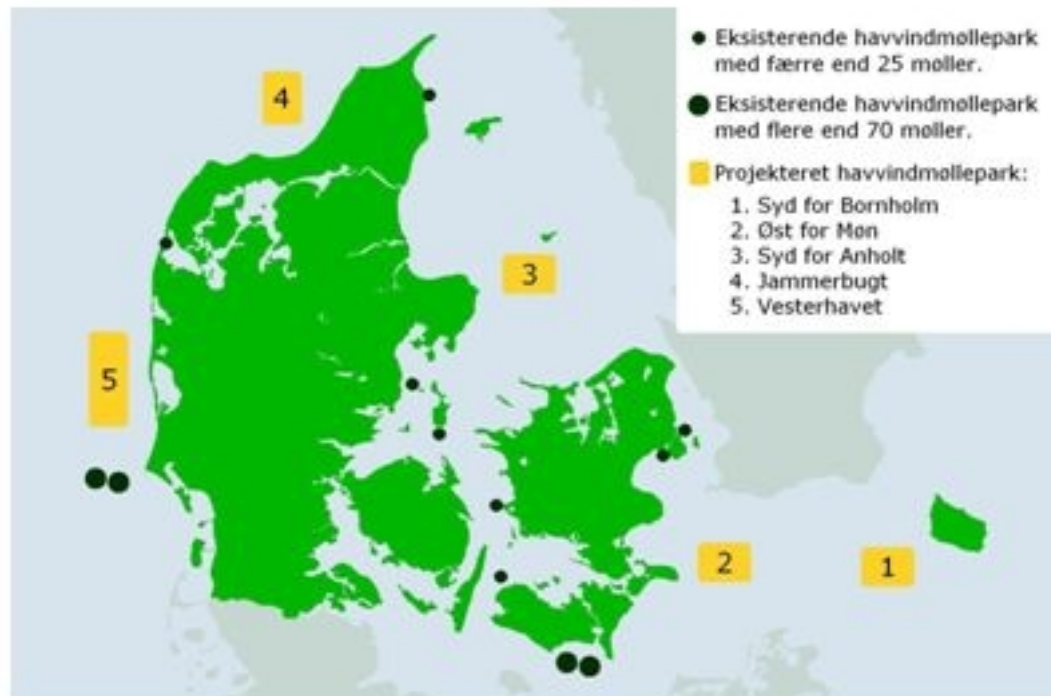 Eksisterende havvindmøllepark
med færre end 25 møller.
Eksisterende havvindmøllepark
med flere end 70 møller.
Projekteret havvindmøllepark:
1. Syd for Bornholm
2. Øst for Møn
3. Syd for Anholt
4. Jammerbugt
5. Vesterhavet
4
3
5
2
1